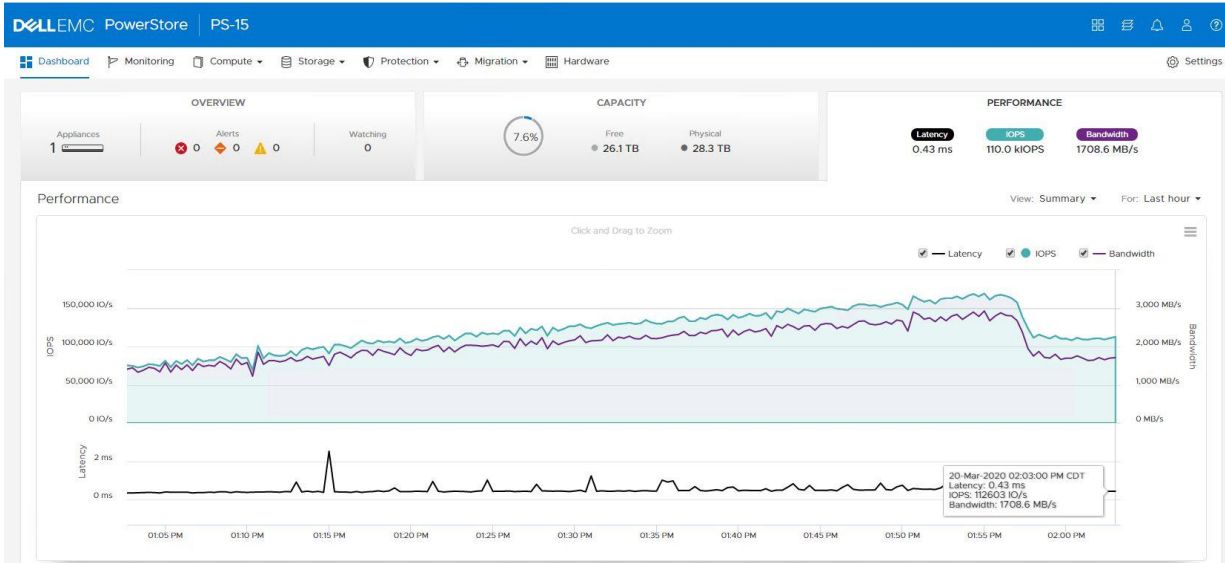 DELLEMC PowerStore PS-15
Dashboard Monitoring Compute Storage Protection Migration Hardware Settings
OVERVIEW
Appliances Alerts Watching
1 0 0 0 0
CAPACITY
7.6%
Free Physical
26.1 TB 28.3 TB
PERFORMANCE
Latency IOPS Bandwidth
0.43 ms 110.0 kIOPS 1708.6 MB/s
Performance
View: Summary For: Last hour
Click and Drag to Zoom
Latency IOPS Bandwidth
IOPS
150,000 IO/s
100,000 IO/s
50,000 IO/s
0 IO/s
3,000 MB/s
2,000 MB/s
1,000 MB/s
0 MB/s
Bandwidth
Latency
2 ms
0 ms
20-Mar-2020 02:03:00 PM CDT
Latency: 0.43 ms
IOPS: 112603 IO/s
Bandwidth: 1708.6 MB/s
01:05 PM 01:10 PM 01:15 PM 01:20 PM 01:25 PM 01:30 PM 01:35 PM 01:40 PM 01:45 PM 01:50 PM 01:55 PM 02:00 PM